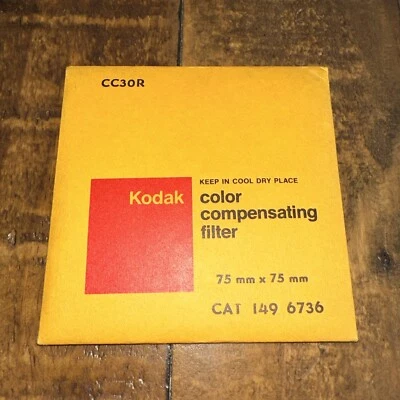 CC30R
KEEP IN COOL DRY PLACE
Kodak
color
compensating
filter
75 mm x 75 mm
CAT 149 6736